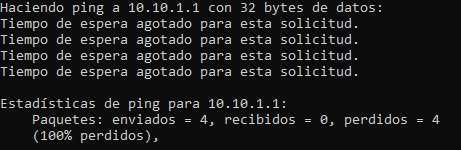 Haciendo ping a 10.10.1.1 con 32 bytes de datos:
Tiempo de espera agotado para esta solicitud.
Tiempo de espera agotado para esta solicitud.
Tiempo de espera agotado para esta solicitud.
Tiempo de espera agotado para esta solicitud.
Estadísticas de ping para 10.10.1.1:
Paquetes: enviados = 4, recibidos = 0, perdidos = 4
(100% perdidos),